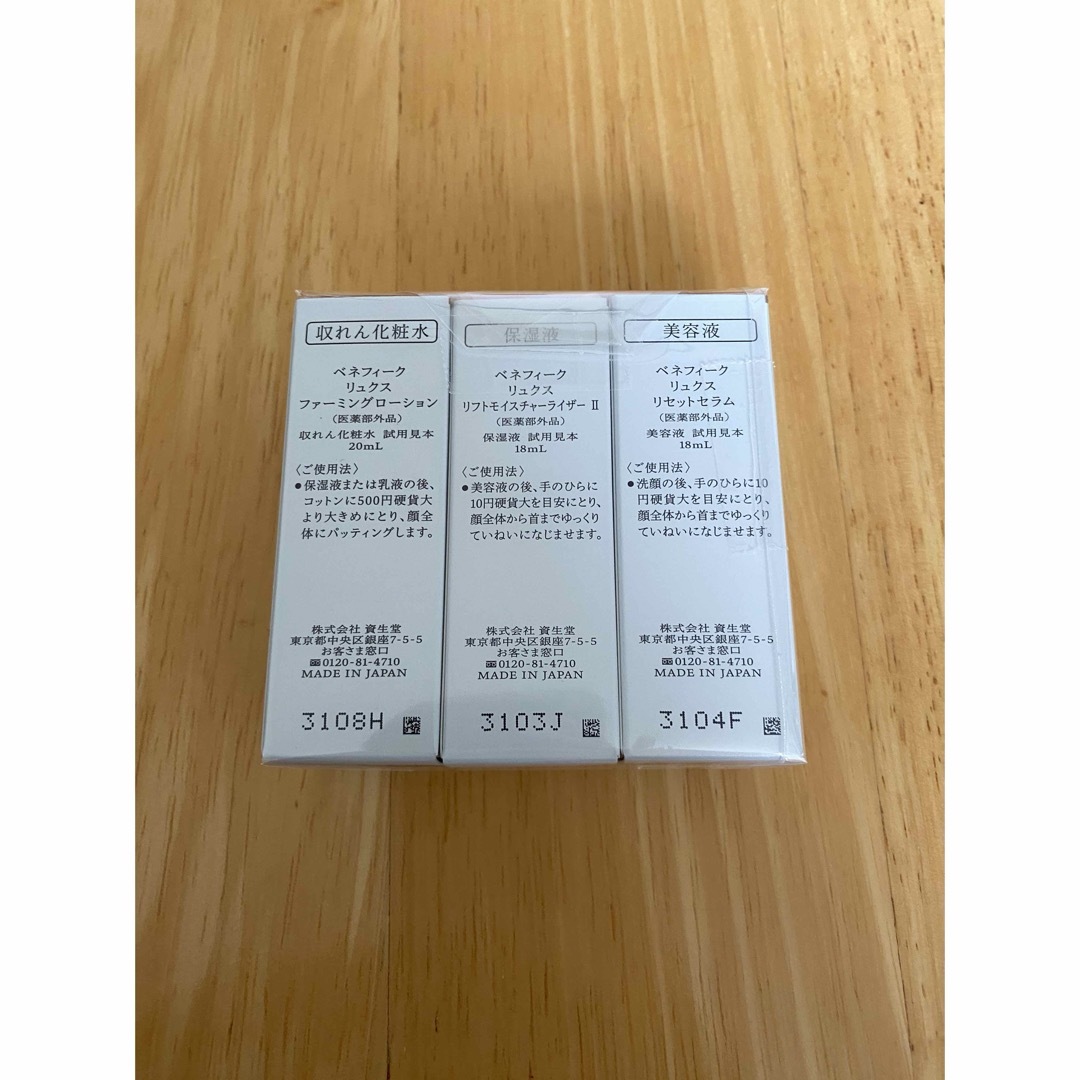 収れん化粧水
ベネフィーク
リュクス
ファーミングローション
（医薬部外品）
収れん化粧水 試用見本
20mL
〈ご使用法〉
●保湿液または乳液の後、
コットンに500円硬貨大
より大きめにとり、顔全
体にパッティングします。
株式会社 資生堂
東京都中央区銀座7-5-5
お客さま窓口
0120-81-4710
MADE IN JAPAN
3108H
保湿液
ベネフィーク
リュクス
リフトモイスチャーライザー Ⅱ
（医薬部外品）
保湿液 試用見本
18mL
〈ご使用法〉
●美容液の後、手のひらに
10円硬貨大を目安にとり、
顔全体から首までゆっくり
ていねいになじませます。
株式会社 資生堂
東京都中央区銀座7-5-5
お客さま窓口
0120-81-4710
MADE IN JAPAN
3103J
美容液
ベネフィーク
リュクス
リセットセラム
（医薬部外品）
美容液 試用見本
18mL
〈ご使用法〉
●洗顔の後、手のひらに10
円硬貨大を目安にとり、
顔全体から首までゆっくり
ていねいになじませます。
株式会社 資生堂
東京都中央区銀座7-5-5
お客さま窓口
0120-81-4710
MADE IN JAPAN
3104F